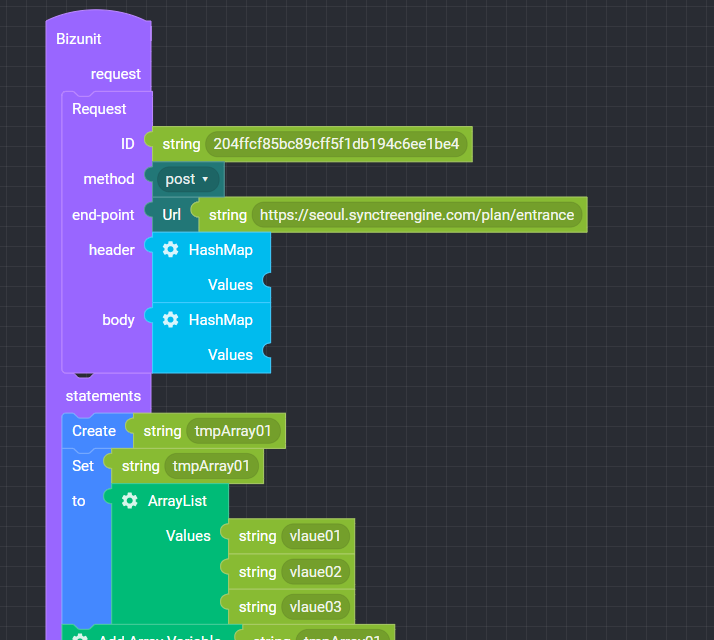 Bizunit
request
Request
ID string 204ffcf85bc89cff5f1db194c6ee1be4
method post
end-point Url string https://seoul.synctreengine.com/plan/entrance
header HashMap
Values
body HashMap
Values
statements
Create string tmpArray01
Set string tmpArray01
to ArrayList
Values string vlaue01
string vlaue02
string vlaue03
Add Array Variable string tmpArray01